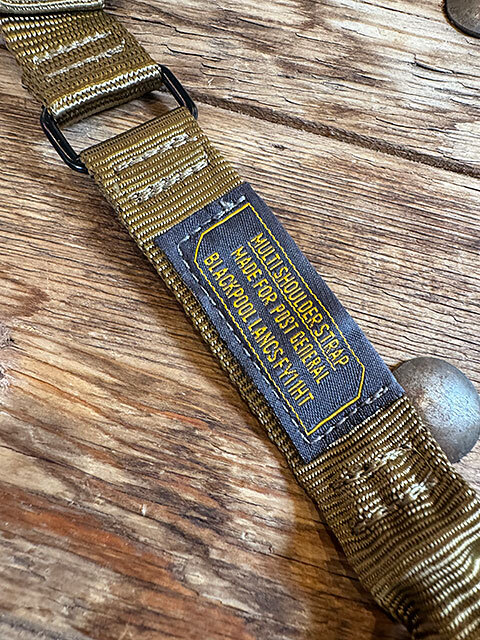 MULTI SHOULDER STRAP
MADE FOR POST GENERAL
BLACKPOOL LANCS FY1 1HT